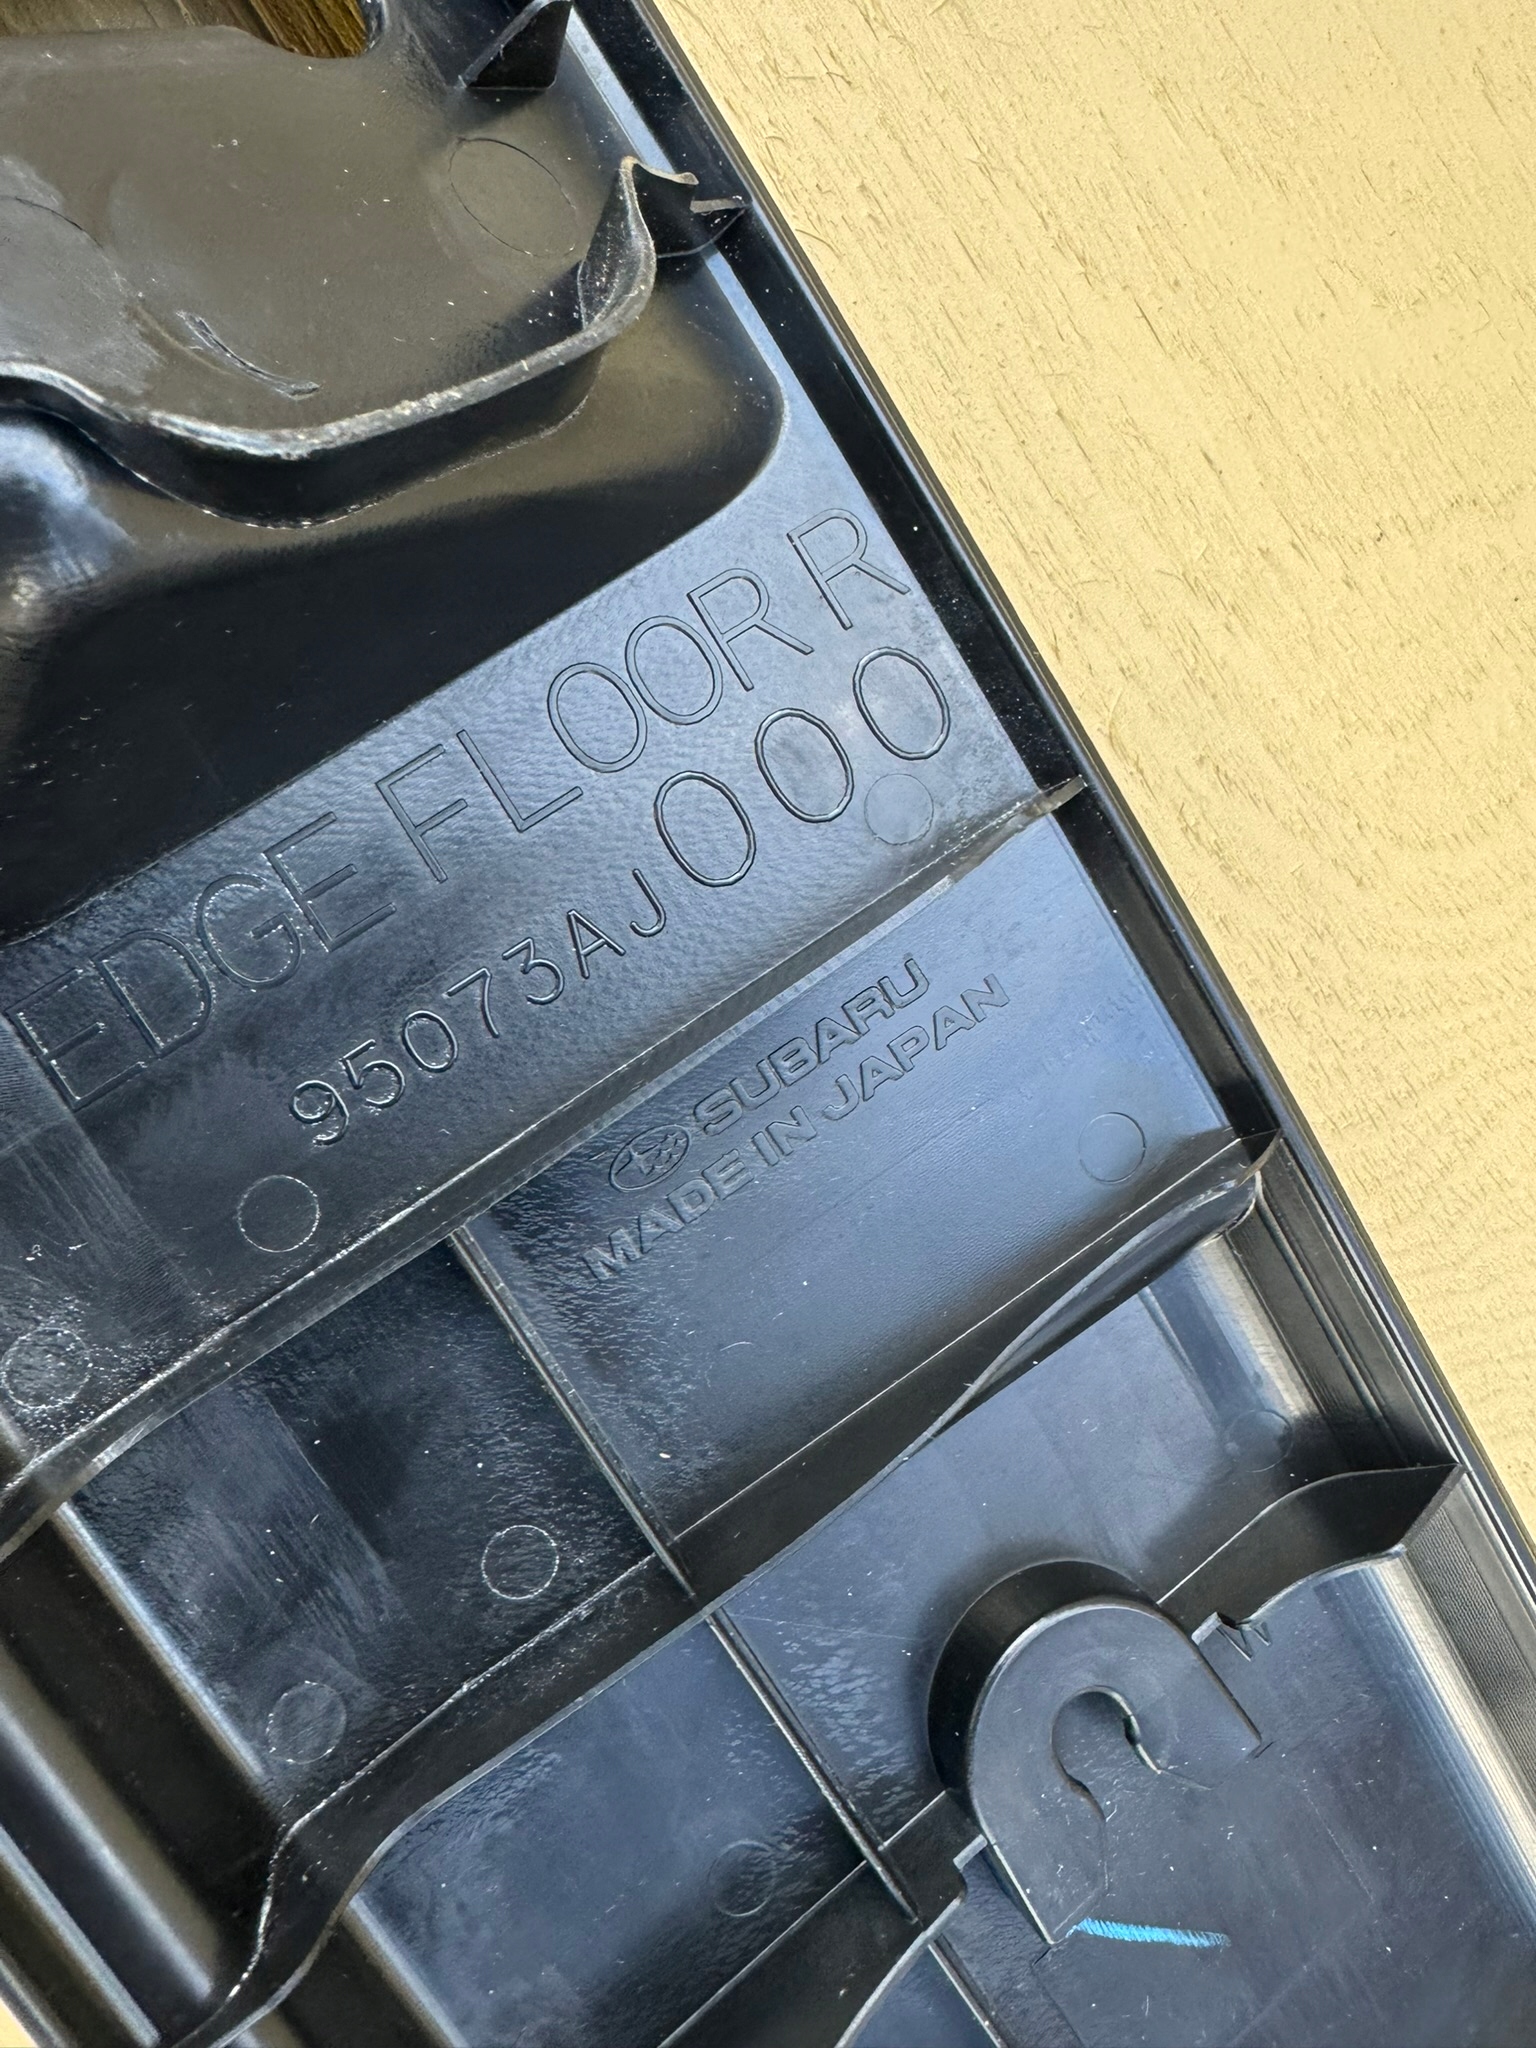 EDGE FLOOR R
95073AJ000
SUBARU
MADE IN JAPAN
M